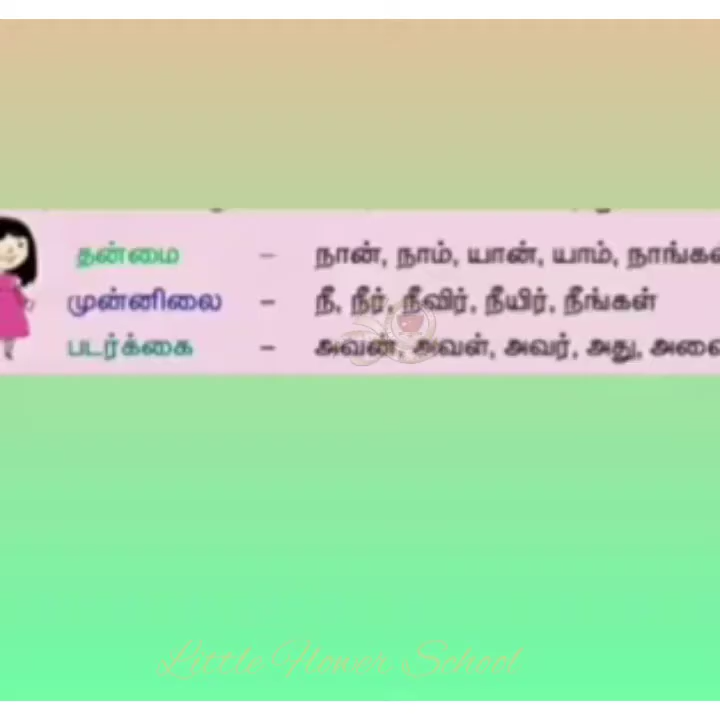 தன்மை – நான், நாம், யான், யாம்,
முன்னிலை – நீ, நீர், நீவிர், நீயிர், நீங்கள்
படர்க்கை – அவன், அவள், அவர், அது,
Little Flower School